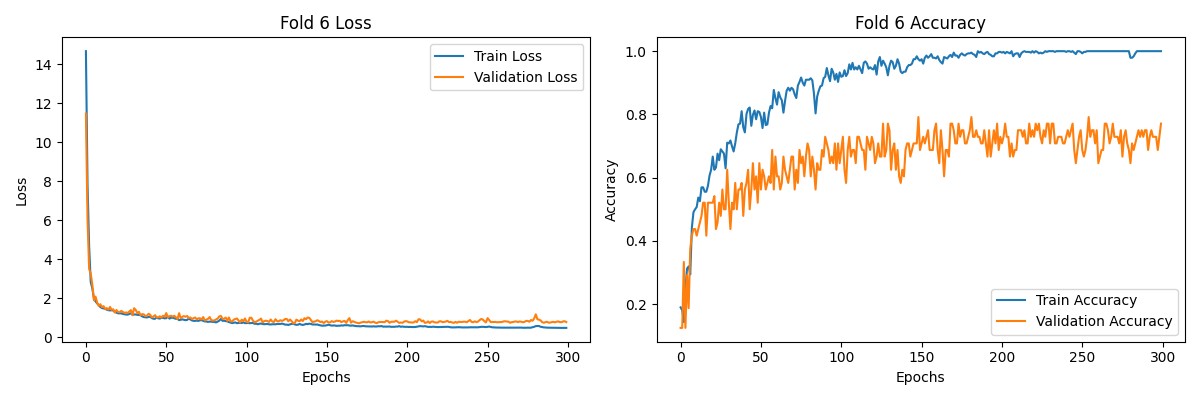 Fold 6 Loss
Train Loss
Validation Loss
14
12
10
8
6
4
2
0
Loss
0 50 100 150 200 250 300
Epochs
Fold 6 Accuracy
1.0
0.8
0.6
0.4
0.2
Accuracy
Train Accuracy
Validation Accuracy
0 50 100 150 200 250 300
Epochs